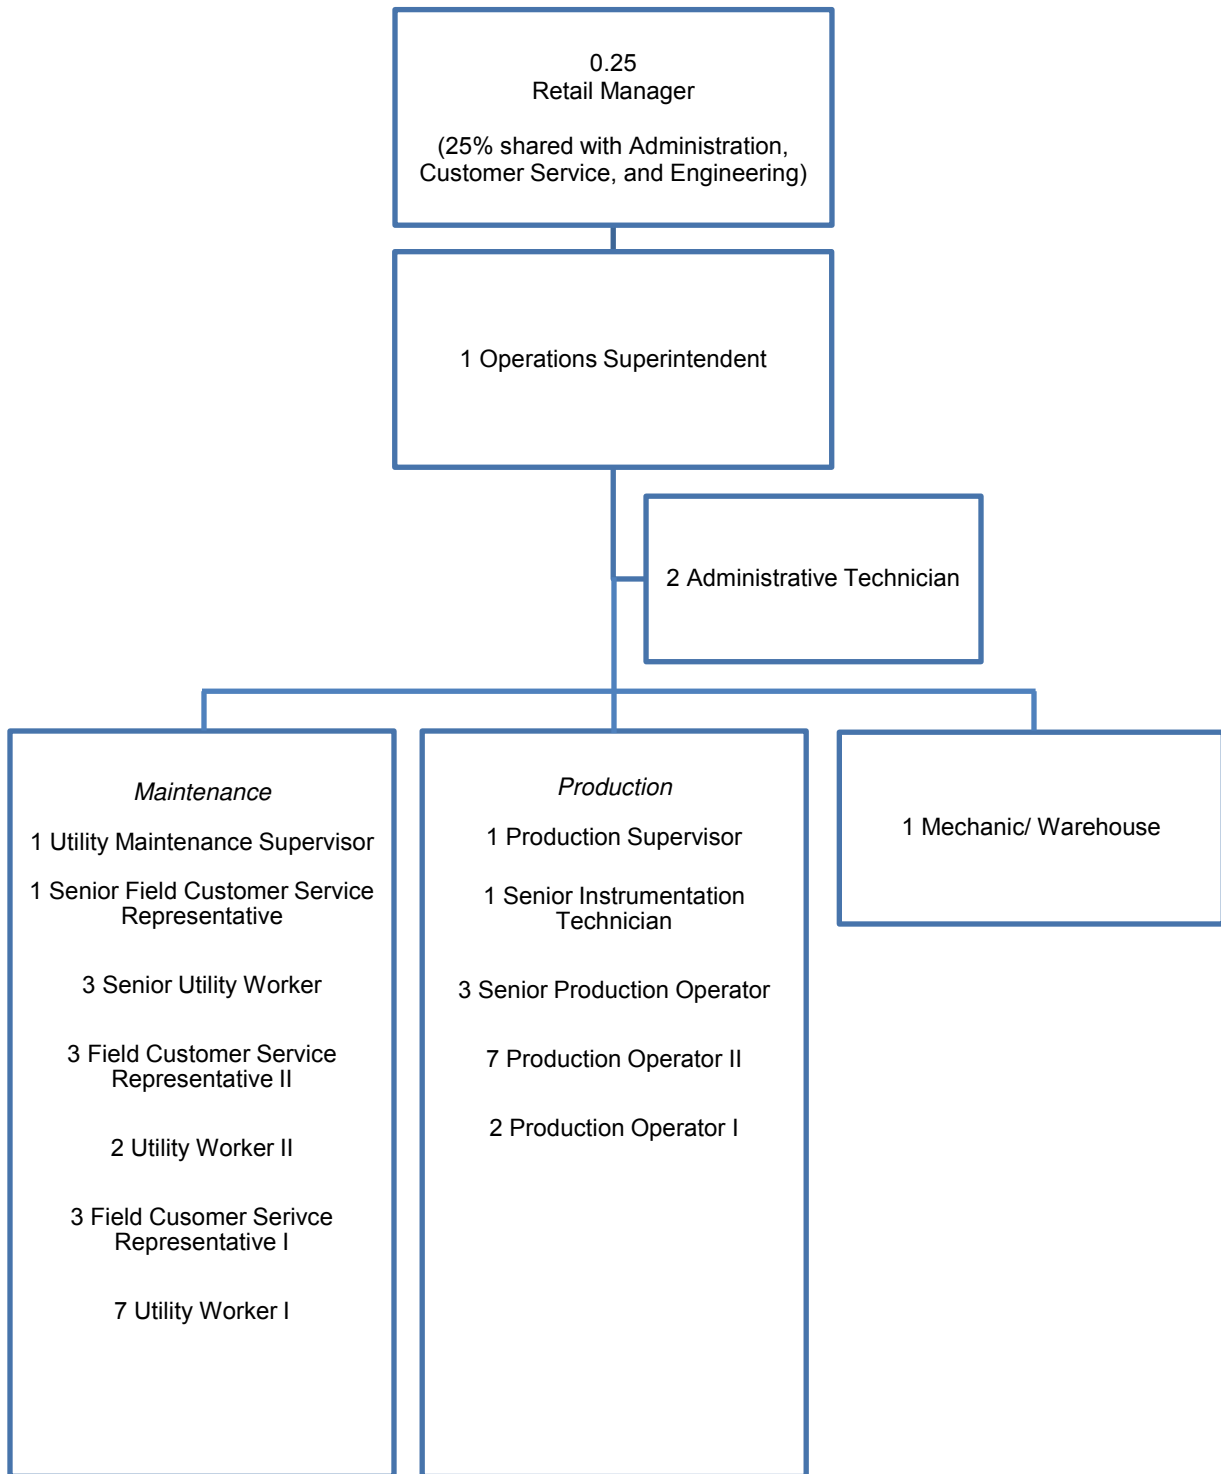 0.25
Retail Manager
(25% shared with Administration,
Customer Service, and Engineering)
1 Operations Superintendent
2 Administrative Technician
Maintenance
1 Utility Maintenance Supervisor
1 Senior Field Customer Service
Representative
3 Senior Utility Worker
3 Field Customer Service
Representative II
2 Utility Worker II
3 Field Cusomer Serivce
Representative I
7 Utility Worker I
Production
1 Production Supervisor
1 Senior Instrumentation
Technician
3 Senior Production Operator
7 Production Operator II
2 Production Operator I
1 Mechanic/ Warehouse